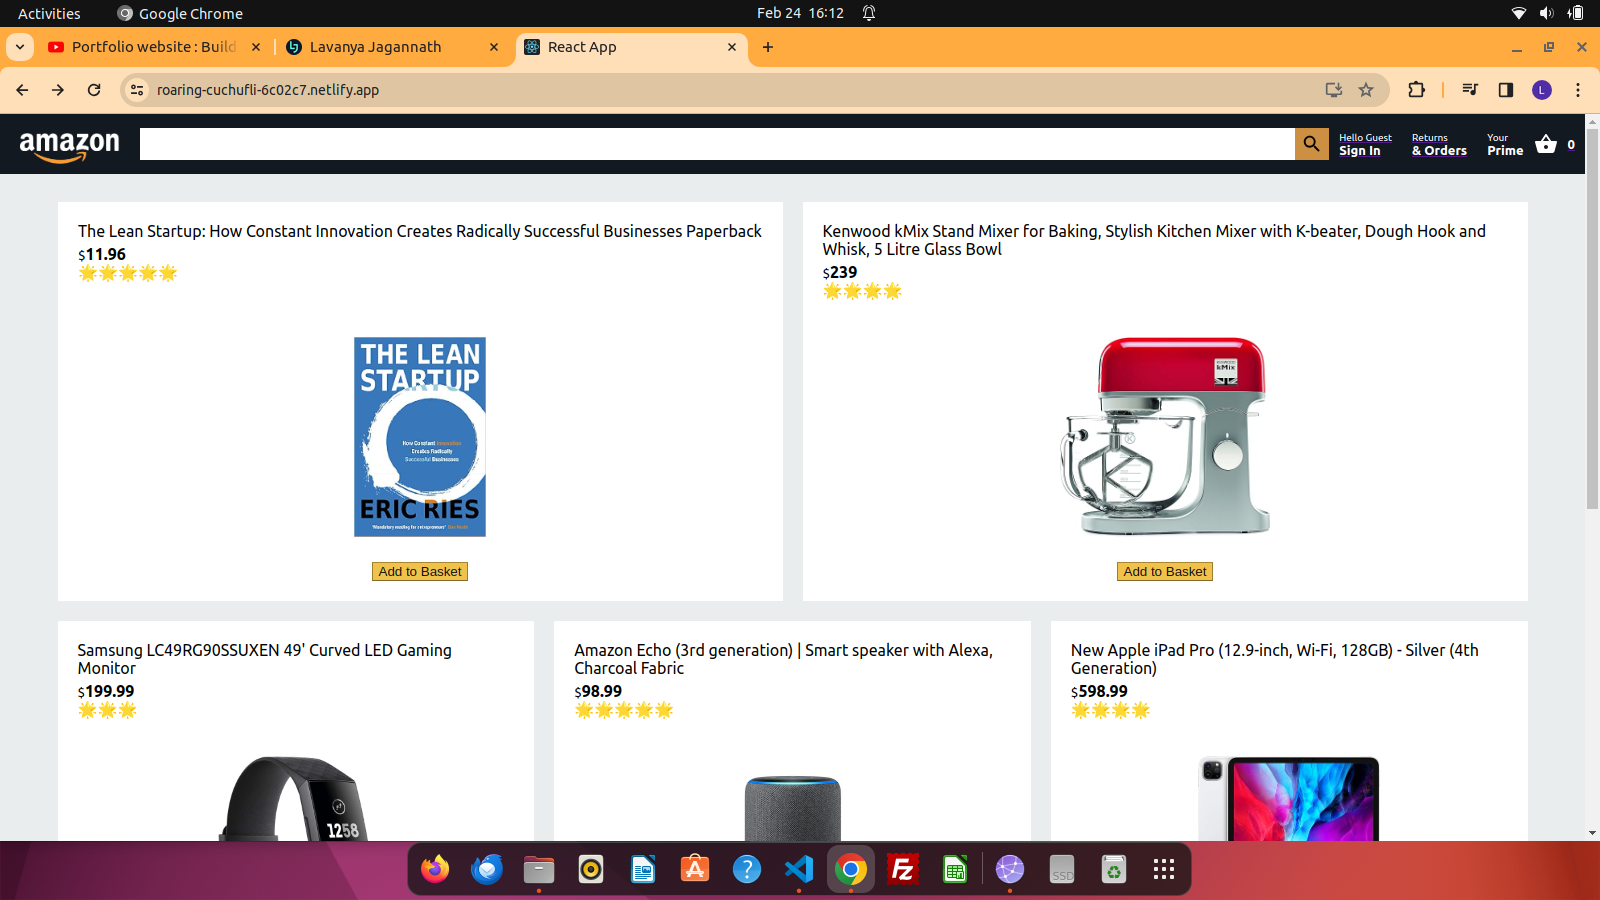 Activities
Google Chrome
Feb 24 16:12
Portfolio website : Build
Lavanya Jagannath
React App
roaring-cuchufli-6c02c7.netlify.app
L
amazon
Hello Guest
Sign In
Returns
& Orders
Your
Prime
0
The Lean Startup: How Constant Innovation Creates Radically Successful Businesses Paperback
$11.96
THE LEAN
STARTUP
How Constant Innovation
Creates Radically
Successful Businesses
ERIC RIES
Add to Basket
Kenwood kMix Stand Mixer for Baking, Stylish Kitchen Mixer with K-beater, Dough Hook and
Whisk, 5 Litre Glass Bowl
$239
kMix
Add to Basket
Samsung LC49RG90SSUXEN 49' Curved LED Gaming
Monitor
$199.99
1258
Amazon Echo (3rd generation) | Smart speaker with Alexa,
Charcoal Fabric
$98.99
New Apple iPad Pro (12.9-inch, Wi-Fi, 128GB) - Silver (4th
Generation)
$598.99
Fz
SSD